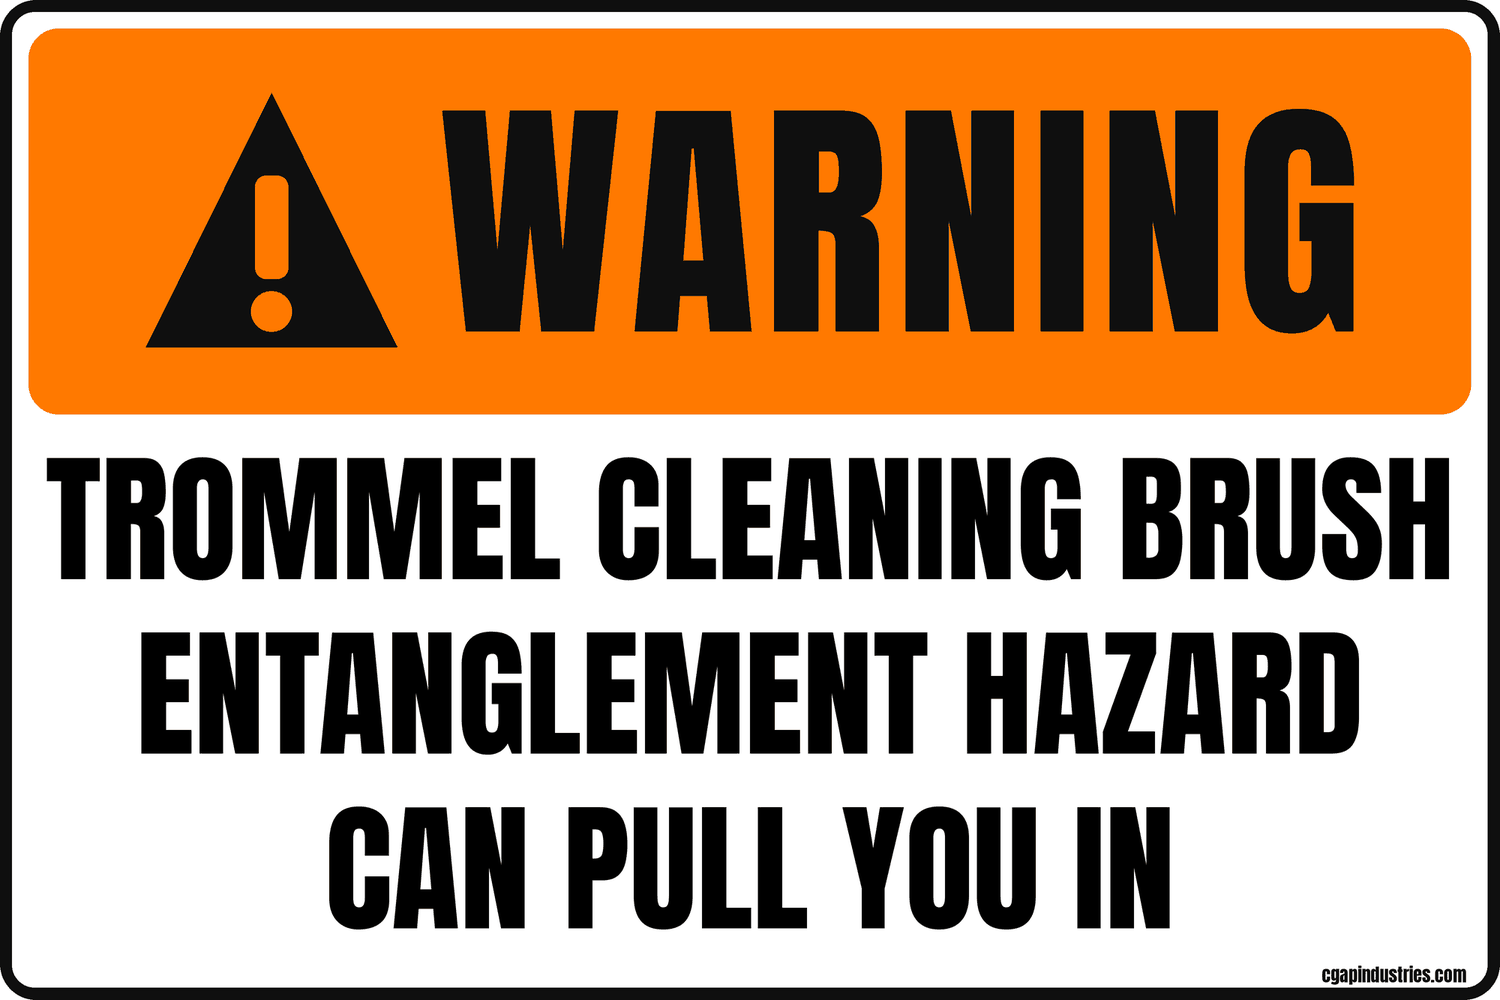 WARNING
TROMMEL CLEANING BRUSH
ENTANGLEMENT HAZARD
CAN PULL YOU IN
cgapindustries.com